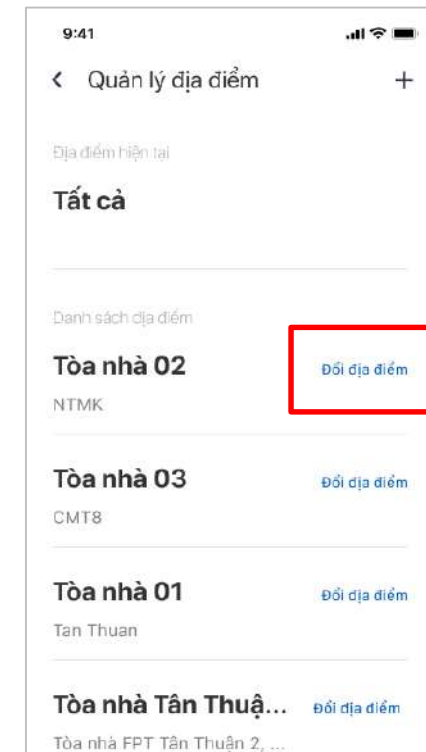 9:41
Quản lý địa điểm
Địa điểm hiện tại
Tất cả
Danh sách địa điểm
Tòa nhà 02
Đổi địa điểm
NTMK
Tòa nhà 03
Đổi địa điểm
CMT8
Tòa nhà 01
Đổi địa điểm
Tan Thuan
Tòa nhà Tân Thuậ...
Đổi địa điểm
Tòa nhà FPT Tân Thuận 2, ...